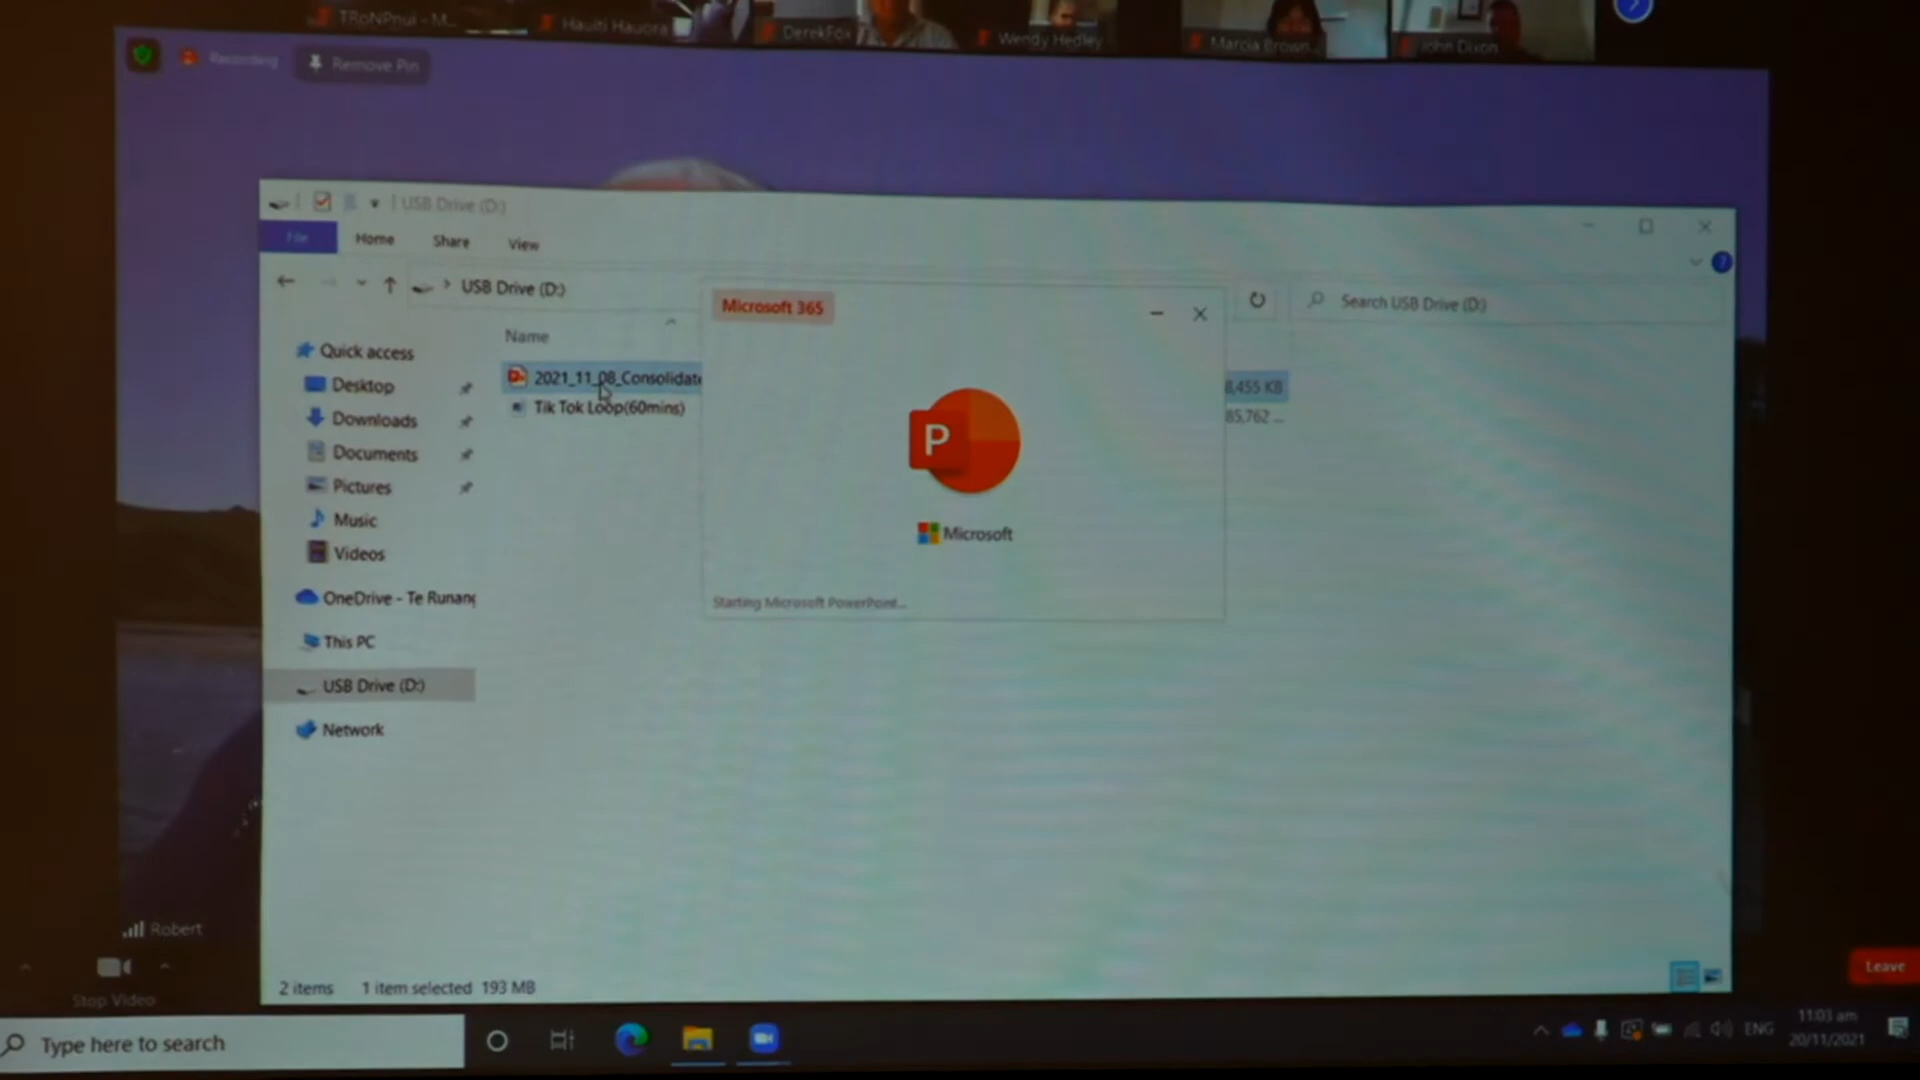 TRoNPnui - M...
Hauiti Hauora
DerekFox
Wendy Hedley
Marcia Brown...
John Dixon
Recording
Remove Pin
USB Drive (D:)
File
Home
Share
View
USB Drive (D:)
Search USB Drive (D:)
Microsoft 365
Name
Quick access
Desktop
Downloads
Documents
Pictures
Music
Videos
OneDrive - Te Runang
This PC
USB Drive (D:)
Network
2021_11_08_Consolidate
8,455 KB
Tik Tok Loop(60mins)
85,762 ...
P
Microsoft
Starting Microsoft PowerPoint...
2 items 1 item selected 193 MB
Robert
Stop Video
Leave
Type here to search
ENG
11:03 am
20/11/2021